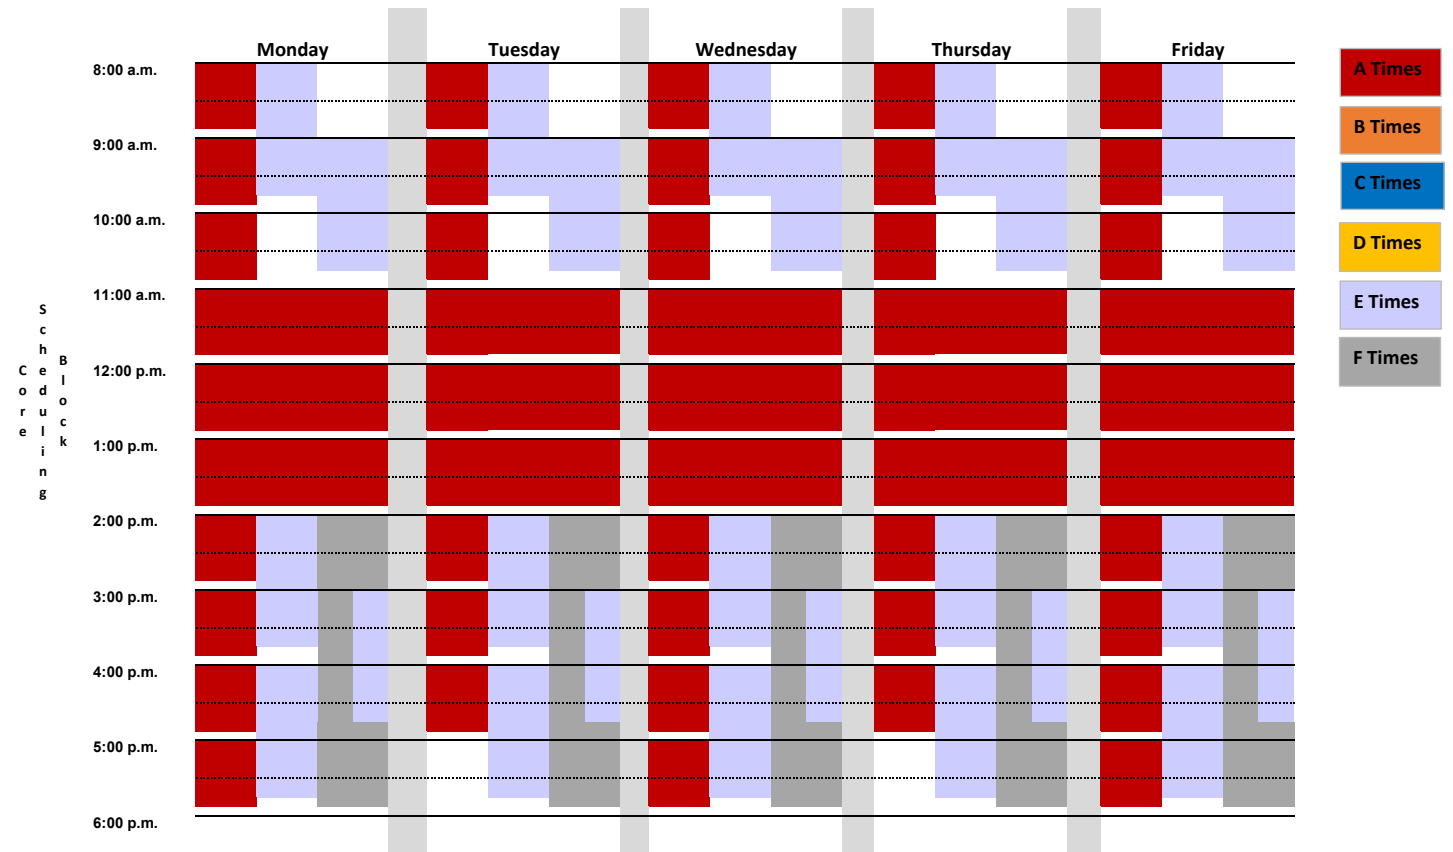 Monday Tuesday Wednesday Thursday Friday
8:00 a.m.
9:00 a.m.
10:00 a.m.
11:00 a.m.
12:00 p.m.
1:00 p.m.
2:00 p.m.
3:00 p.m.
4:00 p.m.
5:00 p.m.
6:00 p.m.
Core
Scheduling
Block
A Times
B Times
C Times
D Times
E Times
F Times